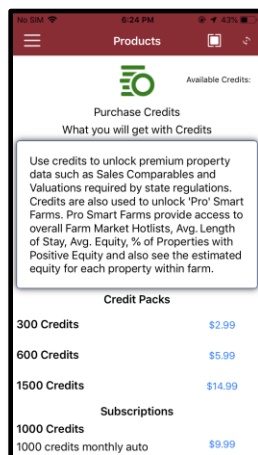 No SIM 6:24 PM 43%
Products
Available Credits:
Purchase Credits
What you will get with Credits
Use credits to unlock premium property
data such as Sales Comparables and
Valuations required by state regulations.
Credits are also used to unlock 'Pro' Smart
Farms. Pro Smart Farms provide access to
overall Farm Market Hotlists, Avg. Length
of Stay, Avg. Equity, % of Properties with
Positive Equity and also see the estimated
equity for each property within farm.
Credit Packs
300 Credits $2.99
600 Credits $5.99
1500 Credits $14.99
Subscriptions
1000 Credits
1000 credits monthly auto $9.99